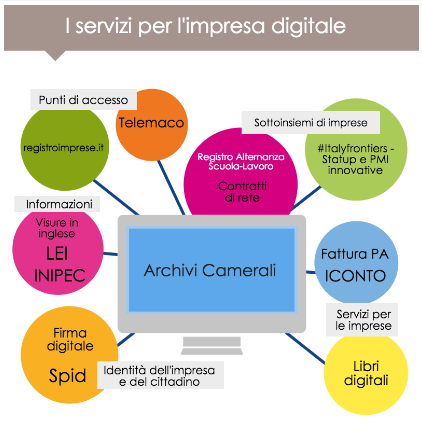 I servizi per l'impresa digitale
Punti di accesso
registroimprese.it
Telemaco
Sottoinsiemi di imprese
Registro Alternanza
Scuola-Lavoro
Contratti
di rete
#Italyfrontiers -
Statup e PMI
innovative
Informazioni
Visure in
inglese
LEI
INIPEC
Archivi Camerali
Fattura PA
ICONTO
Servizi per
le imprese
Firma
digitale
Spid
Identità dell'impresa
e del cittadino
Libri
digitali